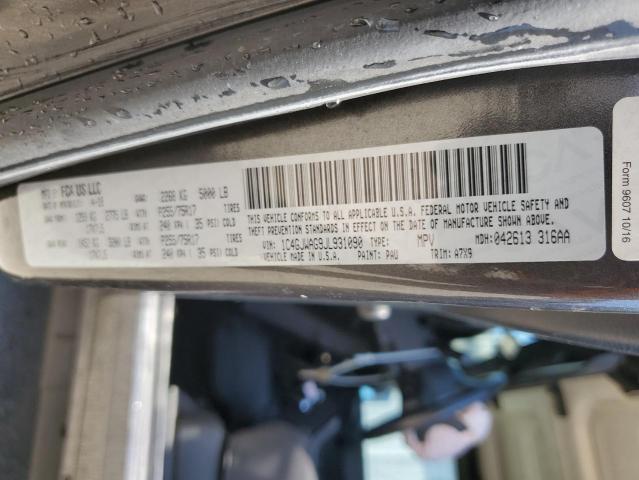 MFD BY FCA US LLC
GVWR 2268 KG 5000 LB
TIRES P255/75R17
240 KPA ( 35 PSI) COLD
TIRES P255/75R17
240 KPA ( 35 PSI) COLD
THIS VEHICLE CONFORMS TO ALL APPLICABLE
U.S.A. FEDERAL MOTOR VEHICLE SAFETY,
BUMPER, AND THEFT PREVENTION
STANDARDS IN EFFECT ON THE DATE OF MANUFACTURE SHOWN ABOVE.
VIN: 1C4GJWAG9JL931090 TYPE: MPV MDH: 042613 316AA
PAINT: PAU TRIM: A7X9
Form 9607 10/16